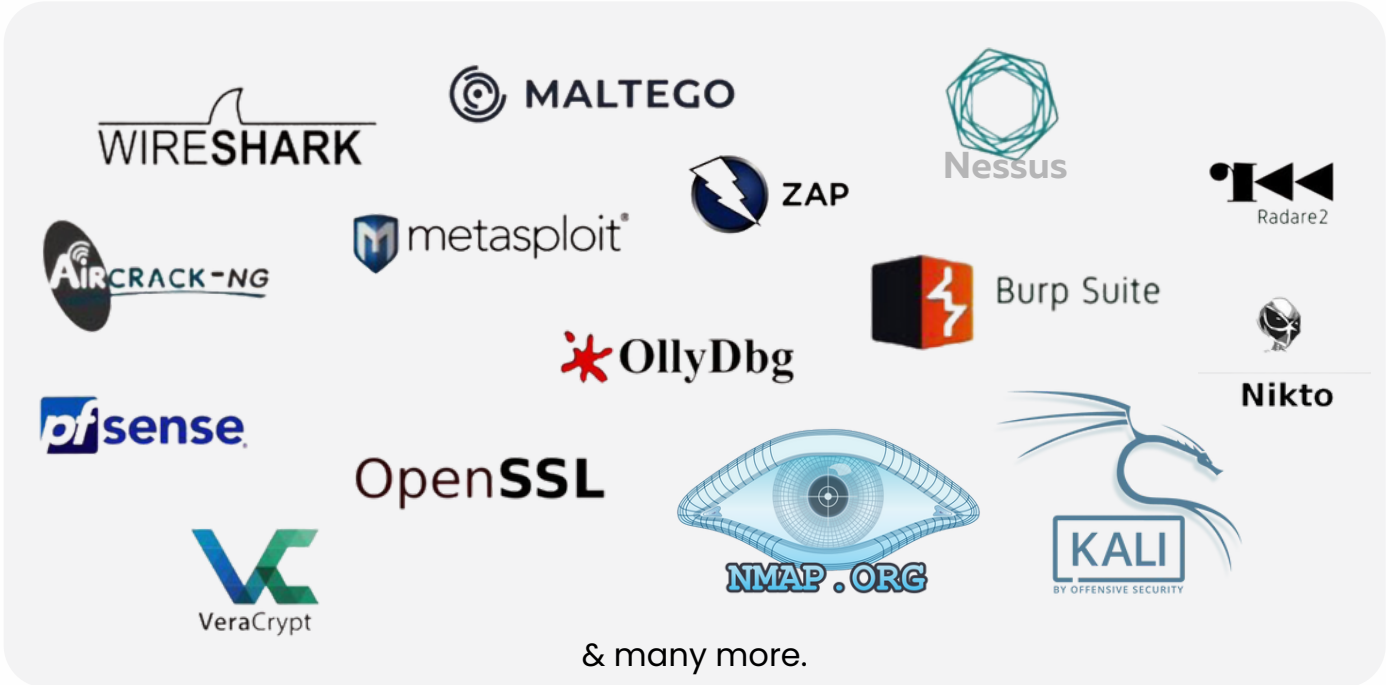 MALTEGO
WIRESHARK
Nessus
ZAP
Radare2
metasploit®
AIRCRACK-NG
Burp Suite
OllyDbg
Nikto
pfsense®
OpenSSL
KALI
BY OFFENSIVE SECURITY
NMAP.ORG
VC
VeraCrypt
& many more.